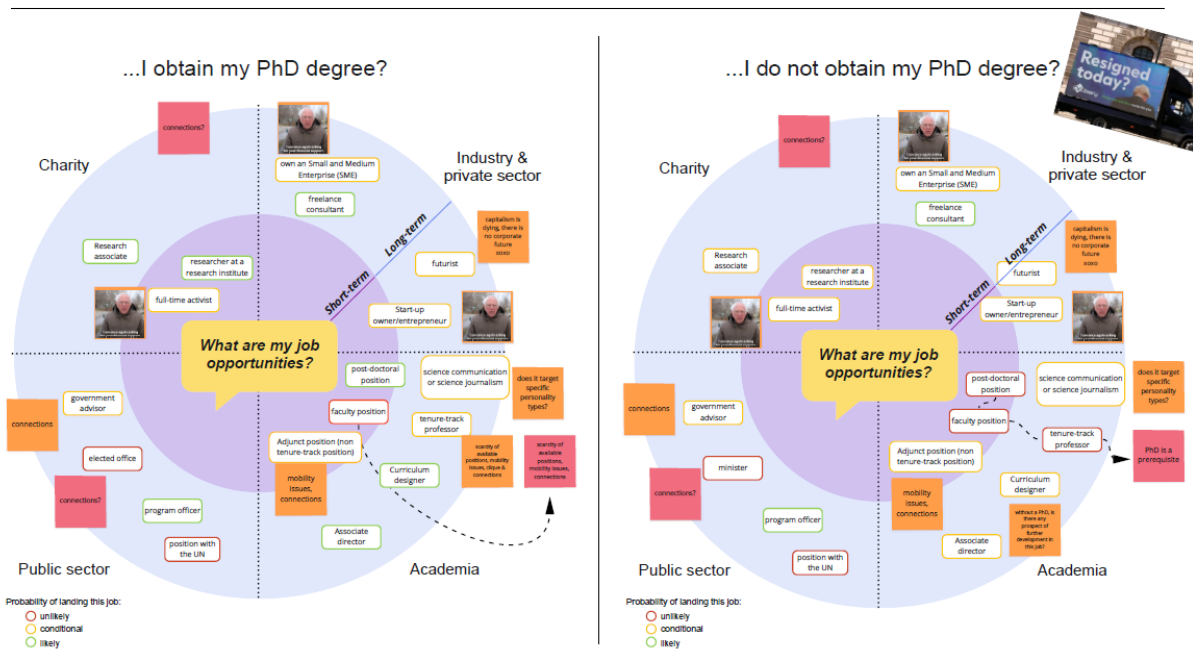 ...I obtain my PhD degree?
connections?
Charity
Industry &
private sector
own an Small and Medium
Enterprise (SME)
freelance
consultant
Long-term
Short-term
capitalism is
dying, there is
no corporate
future
xoxo
futurist
Research
associate
researcher at a
research institute
full-time activist
Start-up
owner/entrepreneur
What are my job
opportunities?
post-doctoral
position
science communication
or science journalism
does it target
specific
personality
types?
government
advisor
connections
faculty position
tenure-track
professor
elected office
Adjunct position (non
tenure-track position)
scarcity of
available
positions, mobility
issues, clique &
connections
scarcity of
available
positions,
mobility issues,
connections
connections?
mobility
issues,
connections
Curriculum
designer
program officer
position with
the UN
Associate
director
Public sector
Academia
Probability of landing this job:
unlikely
conditional
likely
...I do not obtain my PhD degree?
Resigned
today?
connections?
Charity
Industry &
private sector
own an Small and Medium
Enterprise (SME)
freelance
consultant
Long-term
Short-term
capitalism is
dying, there is
no corporate
future
xoxo
futurist
Research
associate
researcher at a
research institute
full-time activist
Start-up
owner/entrepreneur
What are my job
opportunities?
post-doctoral
position
science communication
or science journalism
does it target
specific
personality
types?
connections
government
advisor
faculty position
tenure-track
professor
PhD is a
prerequisite
minister
Adjunct position (non
tenure-track position)
connections?
mobility
issues,
connections
Curriculum
designer
program officer
without a PhD, is
there any
prospect of
further
development in
this job?
position with
the UN
Associate
director
Public sector
Academia
Probability of landing this job:
unlikely
conditional
likely